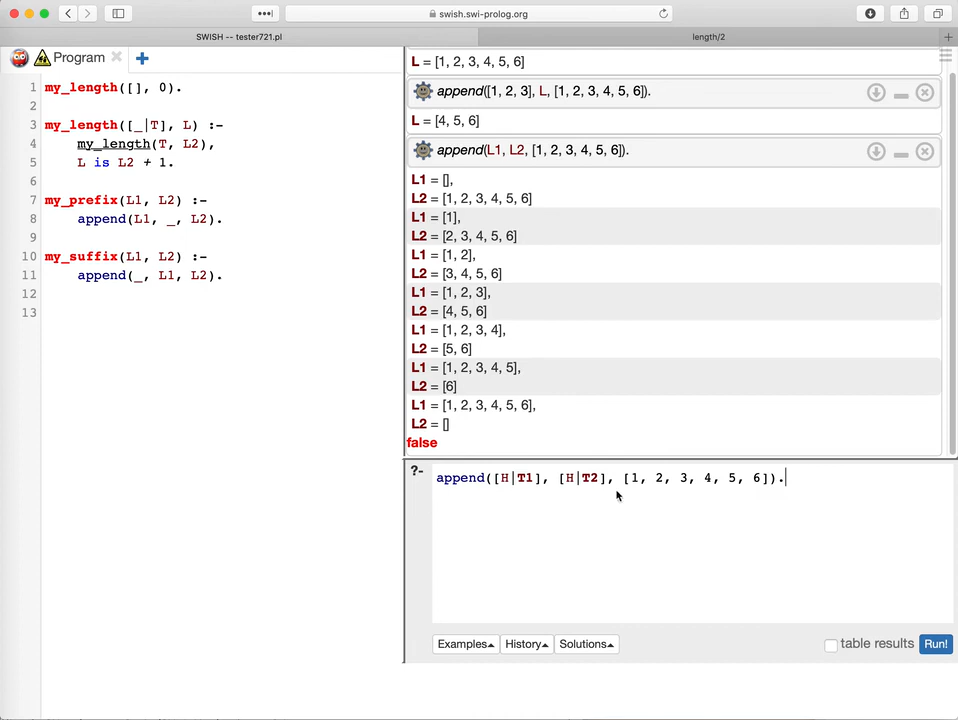 swish.swi-prolog.org
SWISH -- tester721.pl
length/2
Program
1 my_length([], 0).
2
3 my_length([_|T], L) :-
4 my_length(T, L2),
5 L is L2 + 1.
6
7 my_prefix(L1, L2) :-
8 append(L1, _, L2).
9
10 my_suffix(L1, L2) :-
11 append(_, L1, L2).
12
13
L = [1, 2, 3, 4, 5, 6]
append([1, 2, 3], L, [1, 2, 3, 4, 5, 6]).
L = [4, 5, 6]
append(L1, L2, [1, 2, 3, 4, 5, 6]).
L1 = [],
L2 = [1, 2, 3, 4, 5, 6]
L1 = [1],
L2 = [2, 3, 4, 5, 6]
L1 = [1, 2],
L2 = [3, 4, 5, 6]
L1 = [1, 2, 3],
L2 = [4, 5, 6]
L1 = [1, 2, 3, 4],
L2 = [5, 6]
L1 = [1, 2, 3, 4, 5],
L2 = [6]
L1 = [1, 2, 3, 4, 5, 6],
L2 = []
false
?- append([H|T1], [H|T2], [1, 2, 3, 4, 5, 6]).
Examples History Solutions table results Run!